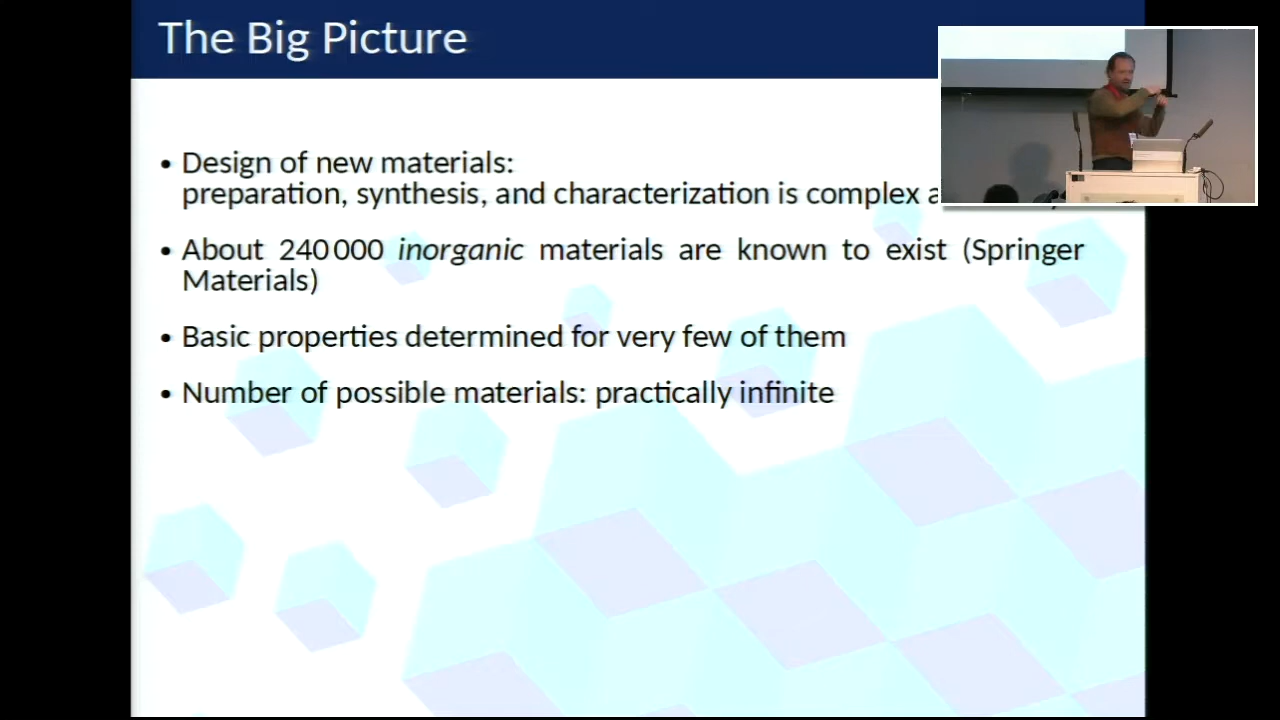 The Big Picture
• Design of new materials:
preparation, synthesis, and characterization is complex
• About 240 000 inorganic materials are known to exist (Springer
Materials)
• Basic properties determined for very few of them
• Number of possible materials: practically infinite